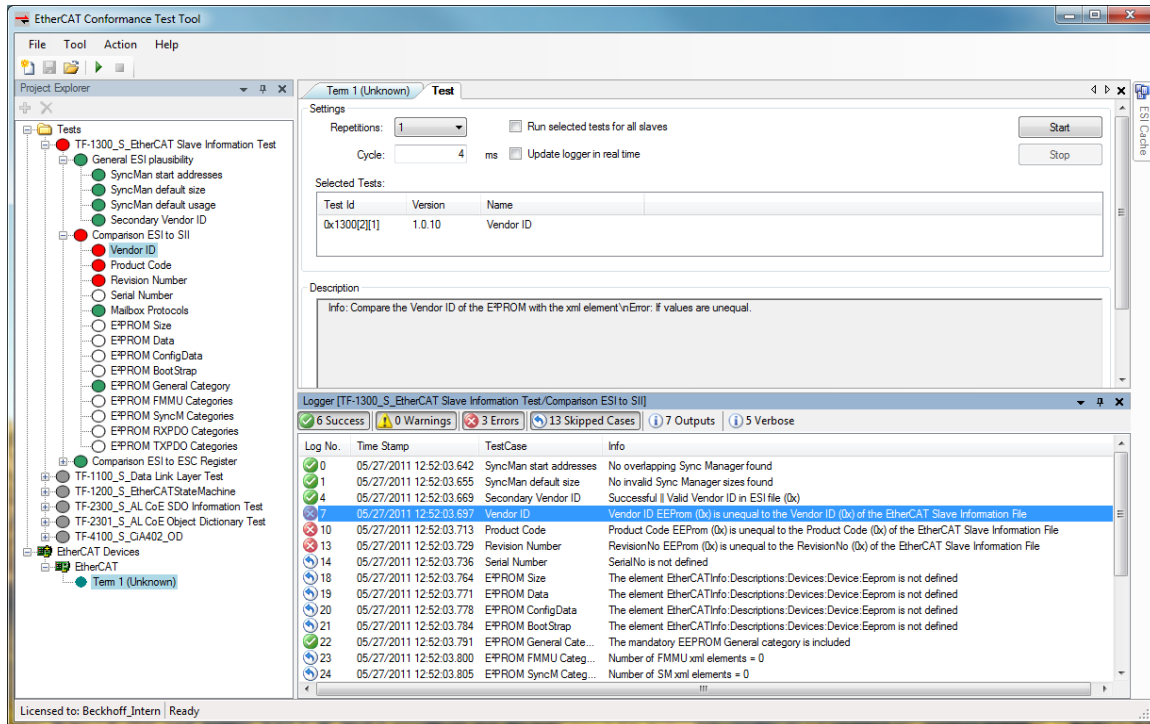 EtherCAT Conformance Test Tool
File Tool Action Help
Project Explorer
Tests
TF-1300_S_EtherCAT Slave Information Test
General ESI plausibility
SyncMan start addresses
SyncMan default size
SyncMan default usage
Secondary Vendor ID
Comparison ESI to SII
Vendor ID
Product Code
Revision Number
Serial Number
Mailbox Protocols
E²PROM Size
E²PROM Data
E²PROM ConfigData
E²PROM BootStrap
E²PROM General Category
E²PROM FMMU Categories
E²PROM SyncM Categories
E²PROM RXPDO Categories
E²PROM TXPDO Categories
Comparison ESI to ESC Register
TF-1100_S_Data Link Layer Test
TF-1200_S_EtherCATStateMachine
TF-2300_S_AL CoE SDO Information Test
TF-2301_S_AL CoE Object Dictionary Test
TF-4100_S_CiA402_OD
EtherCAT Devices
EtherCAT
Term 1 (Unknown)
Term 1 (Unknown) Test
Settings
Repetitions: 1 Run selected tests for all slaves Start
Cycle: 4 ms Update logger in real time Stop
Selected Tests:
Test Id Version Name
0x1300[2][1] 1.0.10 Vendor ID
Description
Info: Compare the Vendor ID of the E²PROM with the xml element\nError: If values are unequal.
ESI Cache
Logger [TF-1300_S_EtherCAT Slave Information Test/Comparison ESI to SII]
6 Success 0 Warnings 3 Errors 13 Skipped Cases 7 Outputs 5 Verbose
Log No. Time Stamp TestCase Info
0 05/27/2011 12:52:03.642 SyncMan start addresses No overlapping Sync Manager found
1 05/27/2011 12:52:03.655 SyncMan default size No invalid Sync Manager sizes found
4 05/27/2011 12:52:03.669 Secondary Vendor ID Successful || Valid Vendor ID in ESI file (0x)
7 05/27/2011 12:52:03.697 Vendor ID Vendor ID EEProm (0x) is unequal to the Vendor ID (0x) of the EtherCAT Slave Information File
10 05/27/2011 12:52:03.713 Product Code Product Code EEProm (0x) is unequal to the Product Code (0x) of the EtherCAT Slave Information File
13 05/27/2011 12:52:03.729 Revision Number RevisionNo EEProm (0x) is unequal to the RevisionNo (0x) of the EtherCAT Slave Information File
14 05/27/2011 12:52:03.736 Serial Number SerialNo is not defined
18 05/27/2011 12:52:03.764 E²PROM Size The element EtherCATInfo:Descriptions:Devices:Device:Eeprom is not defined
19 05/27/2011 12:52:03.771 E²PROM Data The element EtherCATInfo:Descriptions:Devices:Device:Eeprom is not defined
20 05/27/2011 12:52:03.778 E²PROM ConfigData The element EtherCATInfo:Descriptions:Devices:Device:Eeprom is not defined
21 05/27/2011 12:52:03.784 E²PROM BootStrap The element EtherCATInfo:Descriptions:Devices:Device:Eeprom is not defined
22 05/27/2011 12:52:03.791 E²PROM General Cate... The mandatory EEPROM General category is included
23 05/27/2011 12:52:03.800 E²PROM FMMU Categ... Number of FMMU xml elements = 0
24 05/27/2011 12:52:03.805 E²PROM SyncM Categ... Number of SM xml elements = 0
Licensed to: Beckhoff_Intern Ready